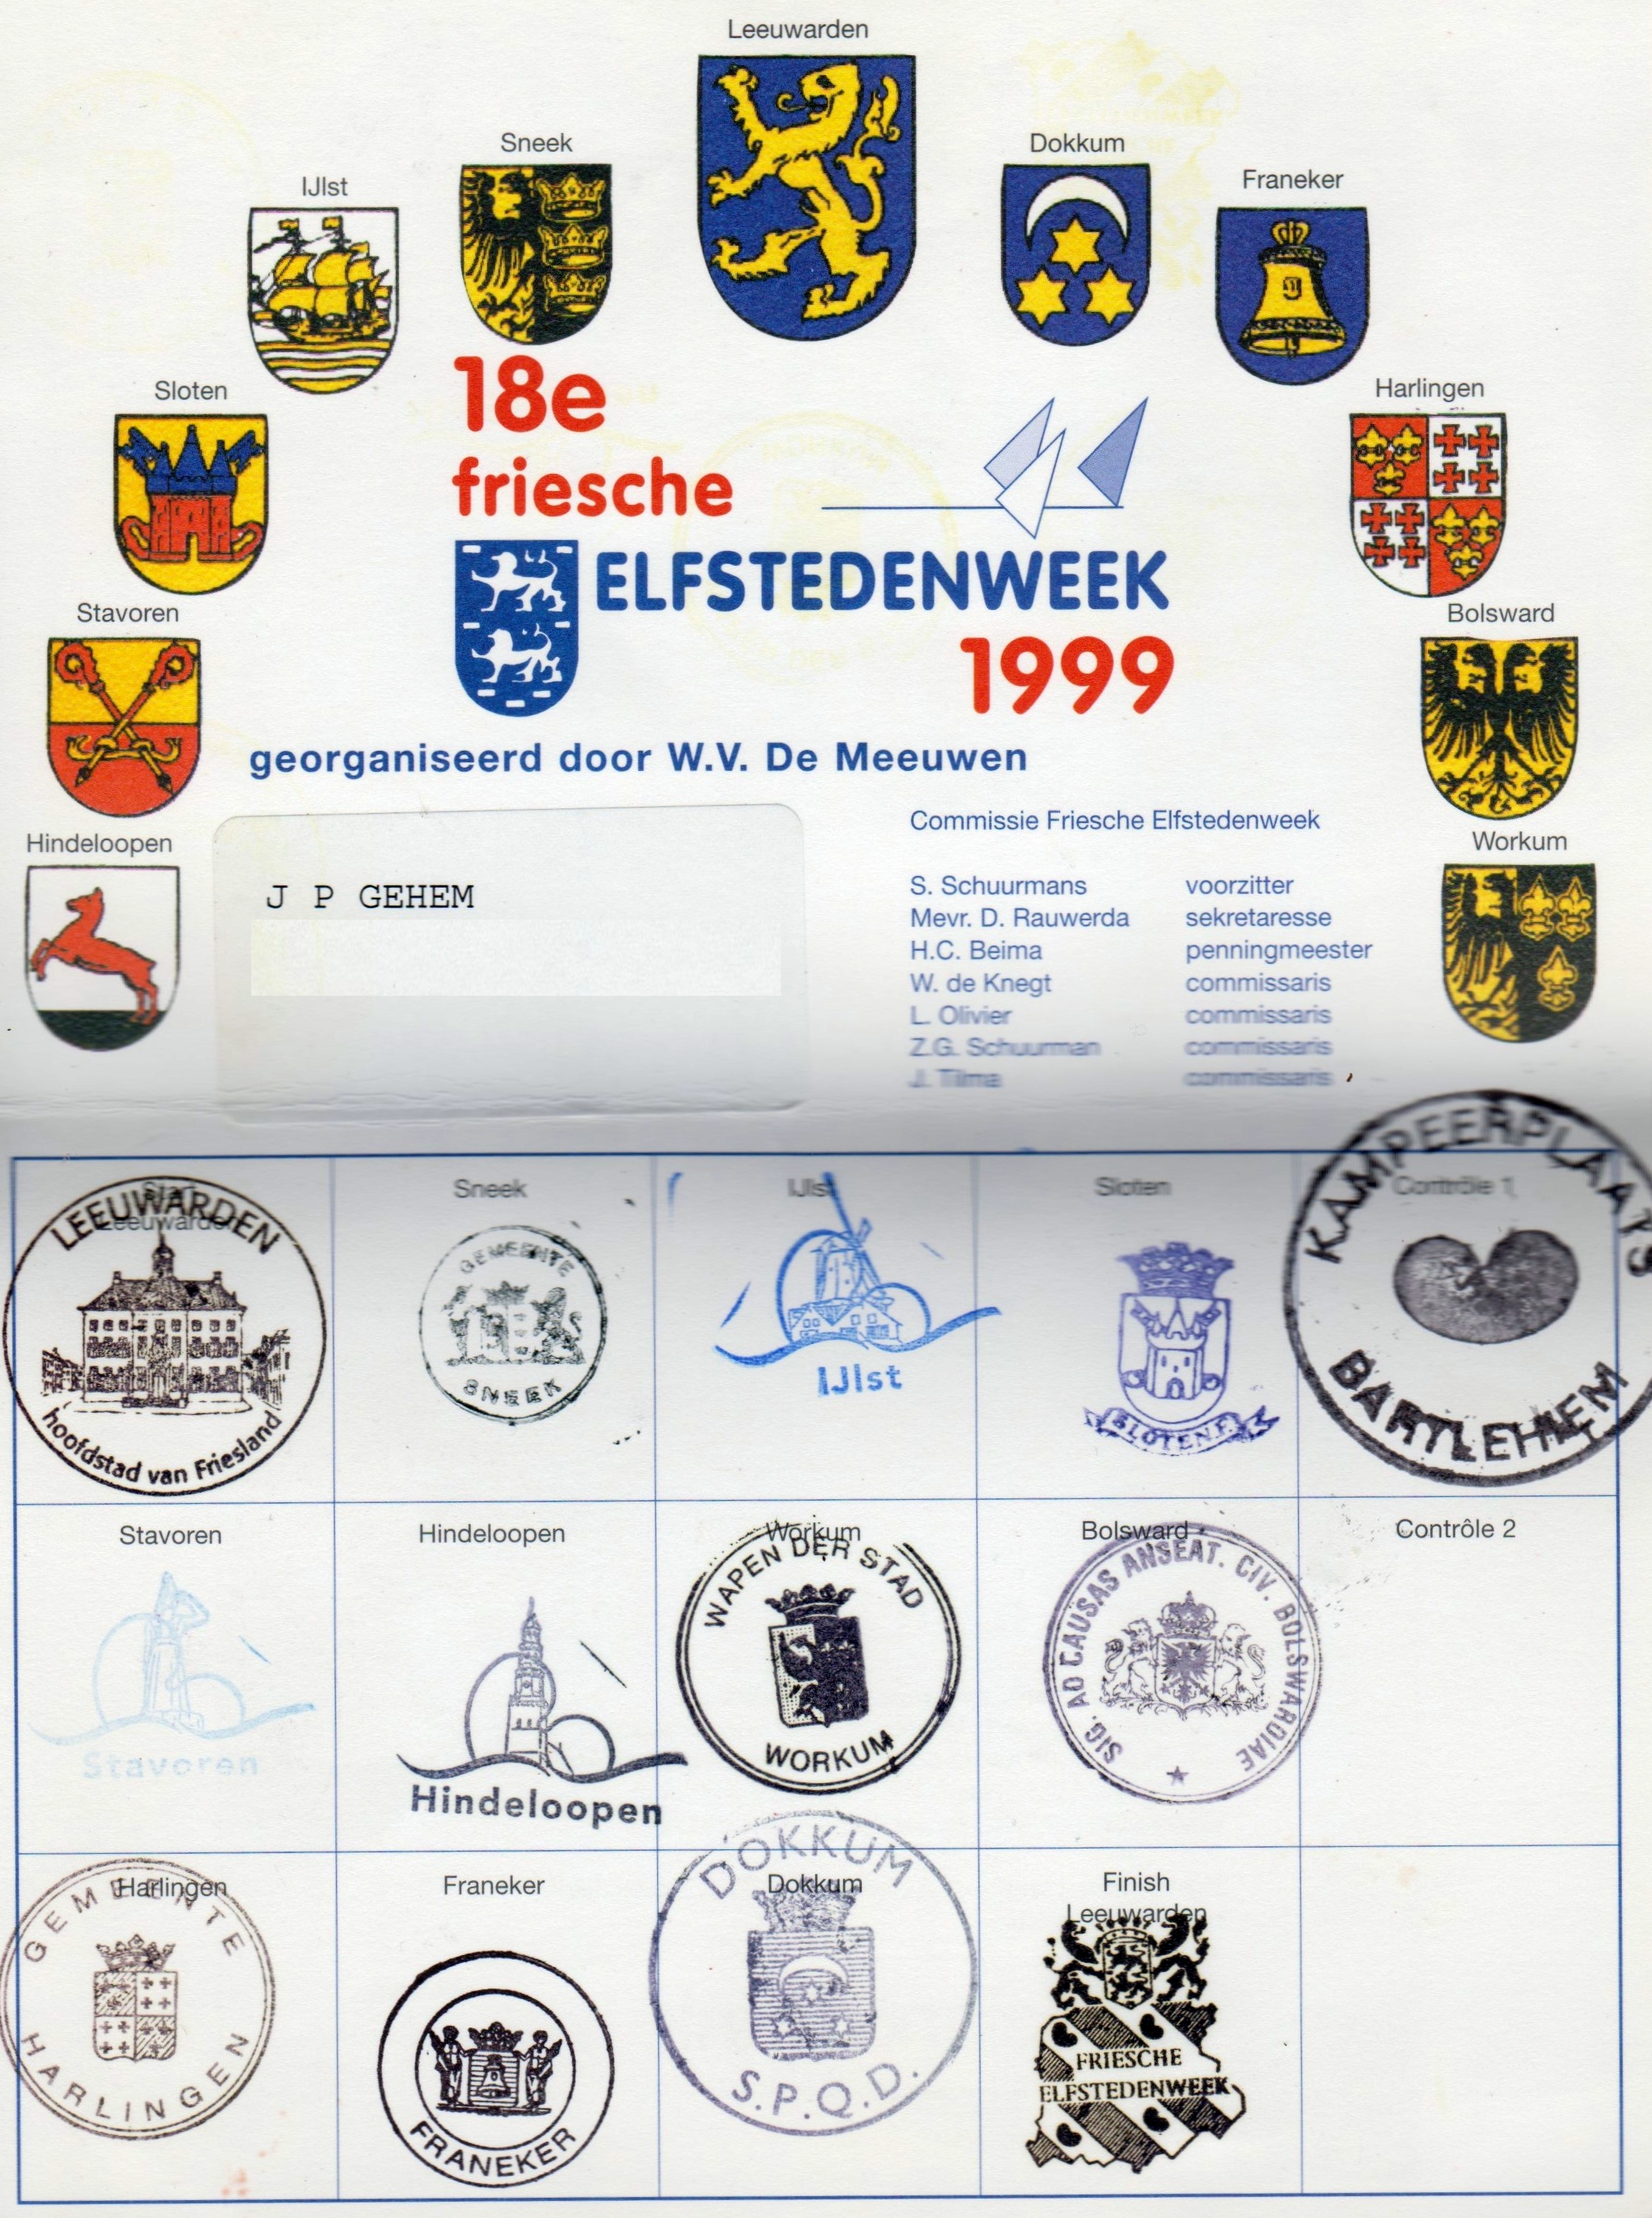 Leeuwarden
Sneek
Dokkum
IJlst
Franeker
Sloten
Harlingen
18e
friesche
ELFSTEDENWEEK
1999
Stavoren
Bolsward
georganiseerd door W.V. De Meeuwen
Hindeloopen
Workum
J P GEHEM
Commissie Friesche Elfstedenweek
S. Schuurmans voorzitter
Mevr. D. Rauwerda sekretaresse
H.C. Beima penningmeester
W. de Knegt commissaris
L. Olivier commissaris
Z.G. Schuurman commissaris
J. Tilma commissaris
Start
Leeuwarden
LEEUWARDEN
hoofdstad van Friesland
Sneek
GEMEENTE
SNEEK
IJlst
IJlst
Sloten
SLOTEN F.
Contrôle 1
KAMPEERPLAATS
BARTLEHIEM
Stavoren
Stavoren
Hindeloopen
Hindeloopen
Workum
WAPEN DER STAD
WORKUM
Bolsward
SIG. AD CAUSAS ANSEAT. CIV. BOLSWARDIAE
Contrôle 2
Harlingen
GEMEENTE
HARLINGEN
Franeker
FRANEKER
Dokkum
DOKKUM
S.P.Q.D.
Finish
Leeuwarden
FRIESCHE
ELFSTEDENWEEK